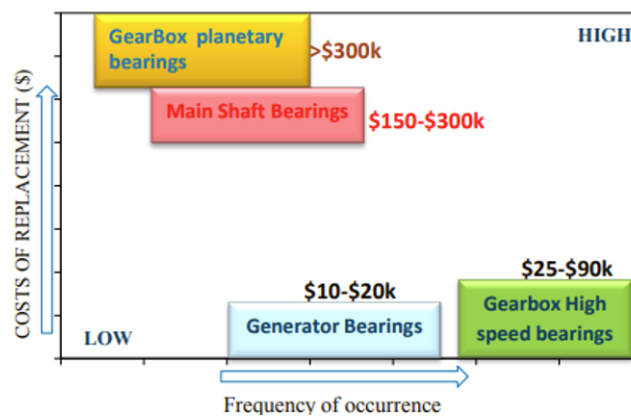 GearBox planetary
bearings
>$300k
HIGH
Main Shaft Bearings
$150-$300k
COSTS OF REPLACEMENT ($)
$10-$20k
$25-$90k
Generator Bearings
Gearbox High
speed bearings
LOW
Frequency of occurrence